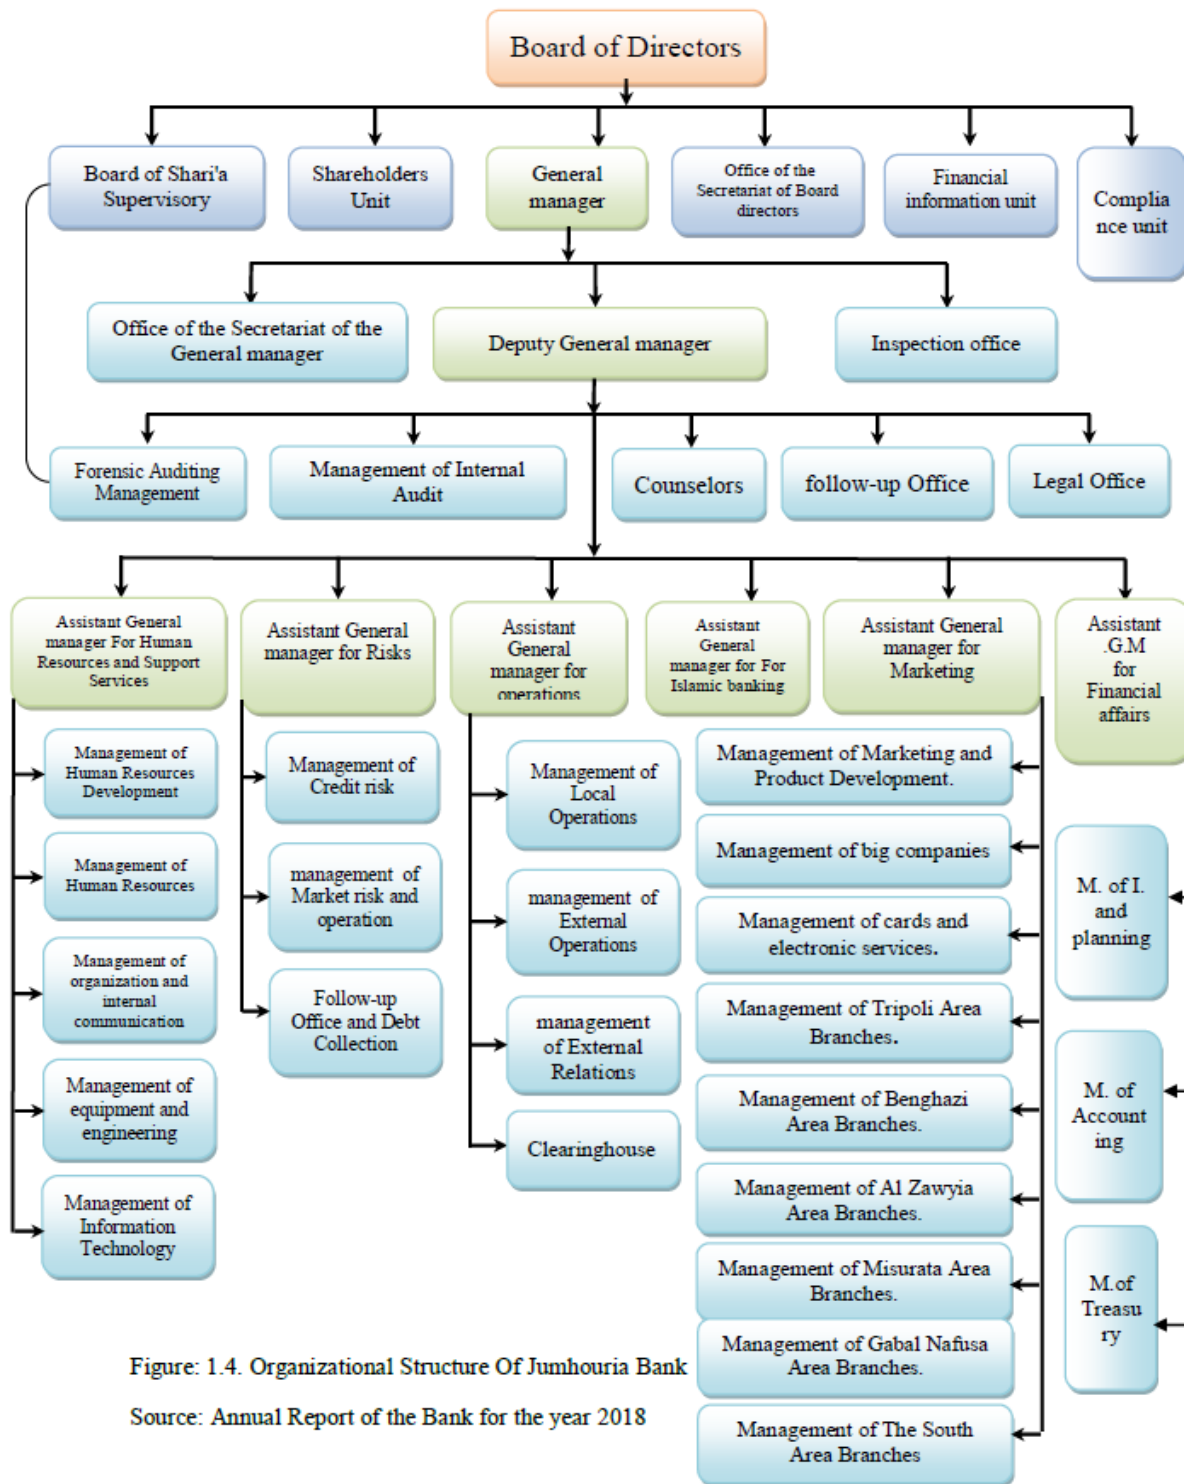 Board of Directors
Board of Shari'a
Supervisory
Shareholders
Unit
General
manager
Office of the
Secretariat of Board
directors
Financial
information unit
Complia
nce unit
Office of the Secretariat of the
General manager
Deputy General manager
Inspection office
Forensic Auditing
Management
Management of Internal
Audit
Counselors
follow-up Office
Legal Office
Assistant General
manager For Human
Resources and Support
Services
Assistant General
manager for Risks
Assistant
General
manager for
operations
Assistant
General
manager for For
Islamic banking
Assistant General
manager for
Marketing
Assistant
.G.M
for
Financial
affairs
Management of
Human Resources
Development
Management of
Human Resources
Management of
organization and
internal
communication
Management of
equipment and
engineering
Management of
Information
Technology
Management of
Credit risk
management of
Market risk and
operation
Follow-up
Office and Debt
Collection
Management of
Local
Operations
management of
External
Operations
management
of External
Relations
Clearinghouse
Management of Marketing and
Product Development.
Management of big companies
Management of cards and
electronic services.
Management of Tripoli Area
Branches.
Management of Benghazi
Area Branches.
Management of Al Zawyia
Area Branches.
Management of Misurata Area
Branches.
Management of Gabal Nafusa
Area Branches.
Management of The South
Area Branches
M. of I.
and
planning
M. of
Account
ing
M.of
Treasu
ry
Figure: 1.4. Organizational Structure Of Jumhouria Bank
Source: Annual Report of the Bank for the year 2018